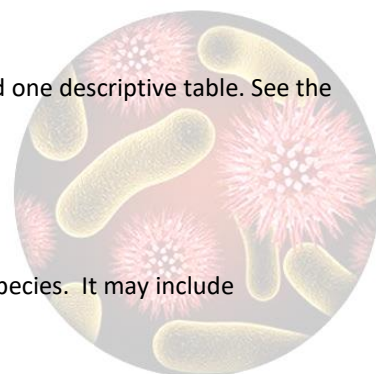 d one descriptive table. See the
pecies. It may include